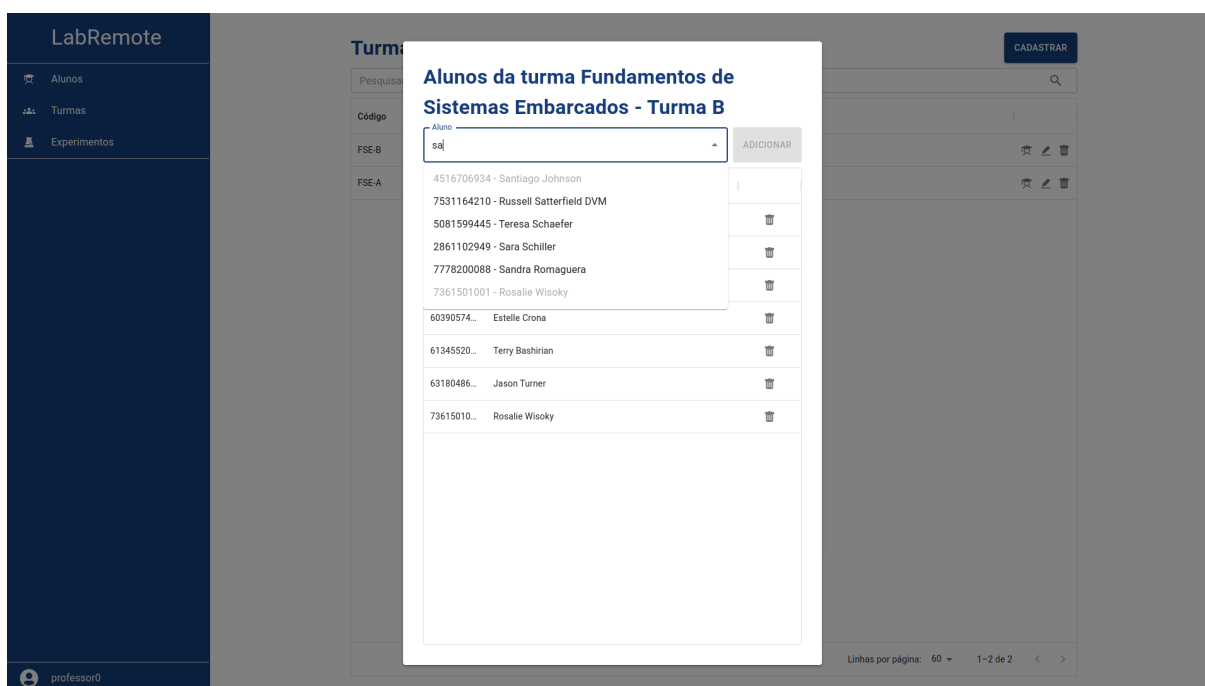 LabRemote
Alunos
Turmas
Experimentos
professor0
Turma
CADASTRAR
Pesquisa
Código
FSE-B
FSE-A
Alunos da turma Fundamentos de
Sistemas Embarcados - Turma B
Aluno
sa
ADICIONAR
4516706934 - Santiago Johnson
7531164210 - Russell Satterfield DVM
5081599445 - Teresa Schaefer
2861102949 - Sara Schiller
7778200088 - Sandra Romaguera
7361501001 - Rosalie Wisoky
60390574... Estelle Crona
61345520... Terry Bashirian
63180486... Jason Turner
73615010... Rosalie Wisoky
Linhas por página: 60 1–2 de 2